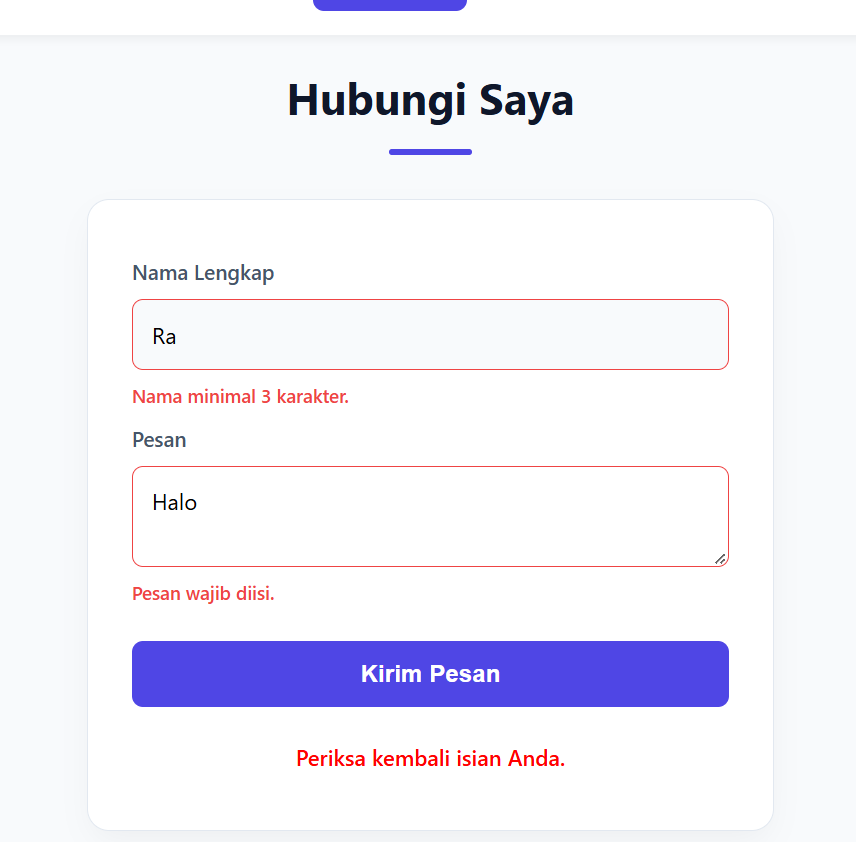 Hubungi Saya
Nama Lengkap
Ra
Nama minimal 3 karakter.
Pesan
Halo
Pesan wajib diisi.
Kirim Pesan
Periksa kembali isian Anda.